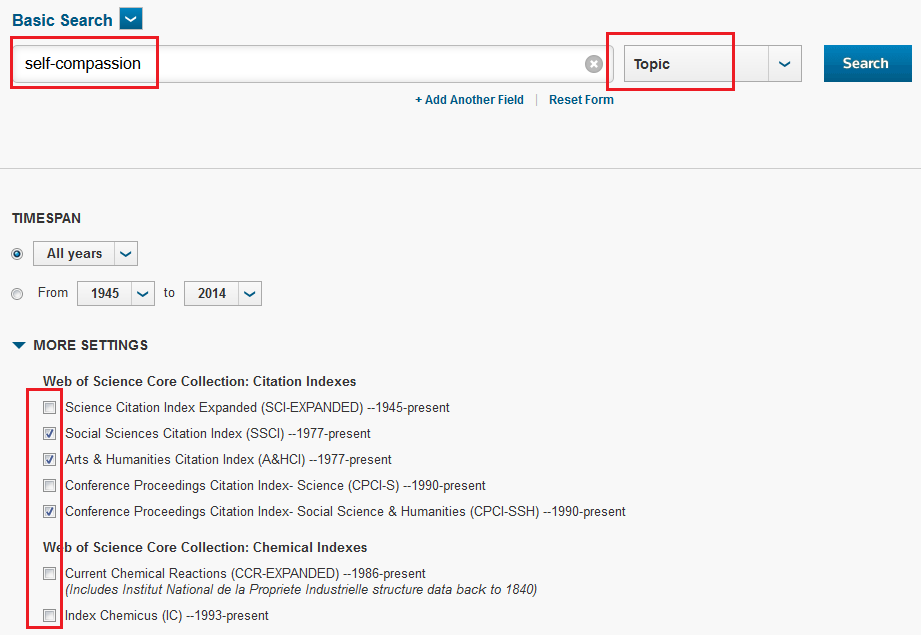 Basic Search
self-compassion
Topic
Search
+ Add Another Field | Reset Form
TIMESPAN
All years
From 1945 to 2014
MORE SETTINGS
Web of Science Core Collection: Citation Indexes
Science Citation Index Expanded (SCI-EXPANDED) --1945-present
Social Sciences Citation Index (SSCI) --1977-present
Arts & Humanities Citation Index (A&HCI) --1977-present
Conference Proceedings Citation Index- Science (CPCI-S) --1990-present
Conference Proceedings Citation Index- Social Science & Humanities (CPCI-SSH) --1990-present
Web of Science Core Collection: Chemical Indexes
Current Chemical Reactions (CCR-EXPANDED) --1986-present
(Includes Institut National de la Propriete Industrielle structure data back to 1840)
Index Chemicus (IC) --1993-present